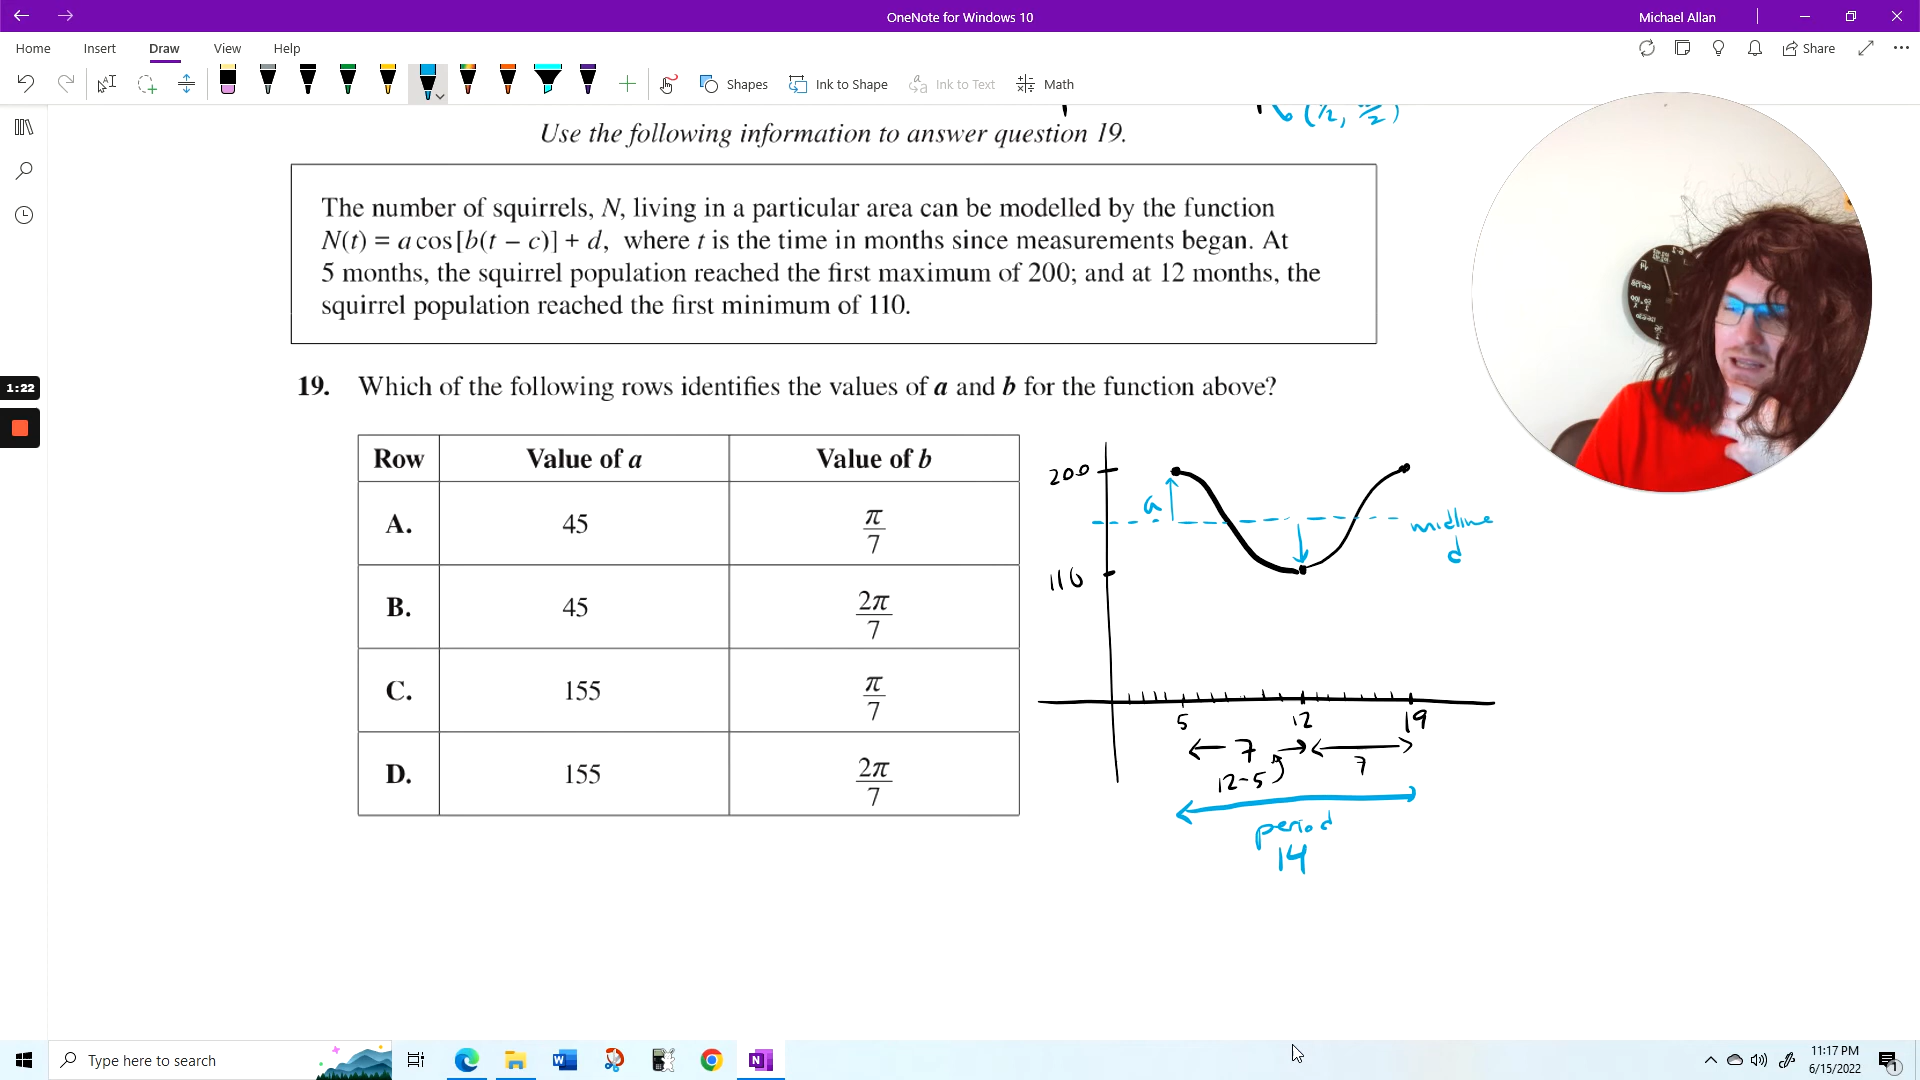 OneNote for Windows 10
Michael Allan
Home Insert Draw View Help
Share
Shapes Ink to Shape Ink to Text Math
Use the following information to answer question 19.
The number of squirrels, N, living in a particular area can be modelled by the function
N(t) = a cos[b(t − c)] + d, where t is the time in months since measurements began. At
5 months, the squirrel population reached the first maximum of 200; and at 12 months, the
squirrel population reached the first minimum of 110.
1:22
19. Which of the following rows identifies the values of a and b for the function above?
Row Value of a Value of b
A. 45 π/7
B. 45 2π/7
C. 155 π/7
D. 155 2π/7
200
a
midline
d
110
5 12 19
7 7
12-5
period
14
Type here to search
11:17 PM
6/15/2022
1